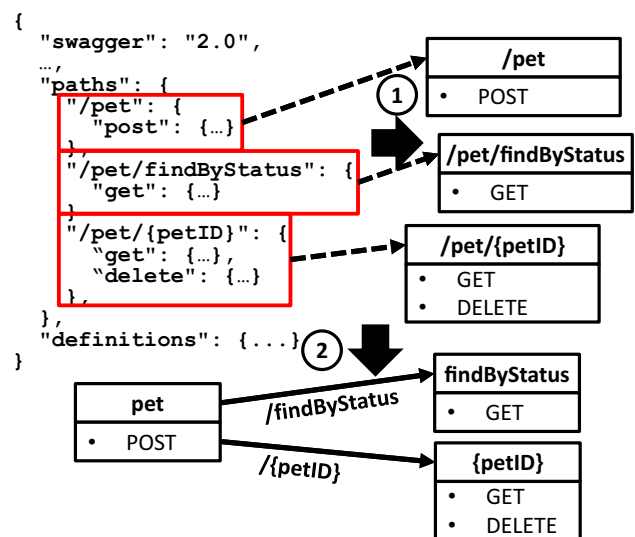 {
"swagger": "2.0",
…,
"paths": {
"/pet": {
"post": {…}
},
"/pet/findByStatus": {
"get": {…}
}
"/pet/{petID}": {
“get": {…},
“delete": {…}
},
},
"definitions": {...}
}
1
/pet
• POST
/pet/findByStatus
• GET
/pet/{petID}
• GET
• DELETE
2
pet
• POST
/findByStatus
/{petID}
findByStatus
• GET
{petID}
• GET
• DELETE